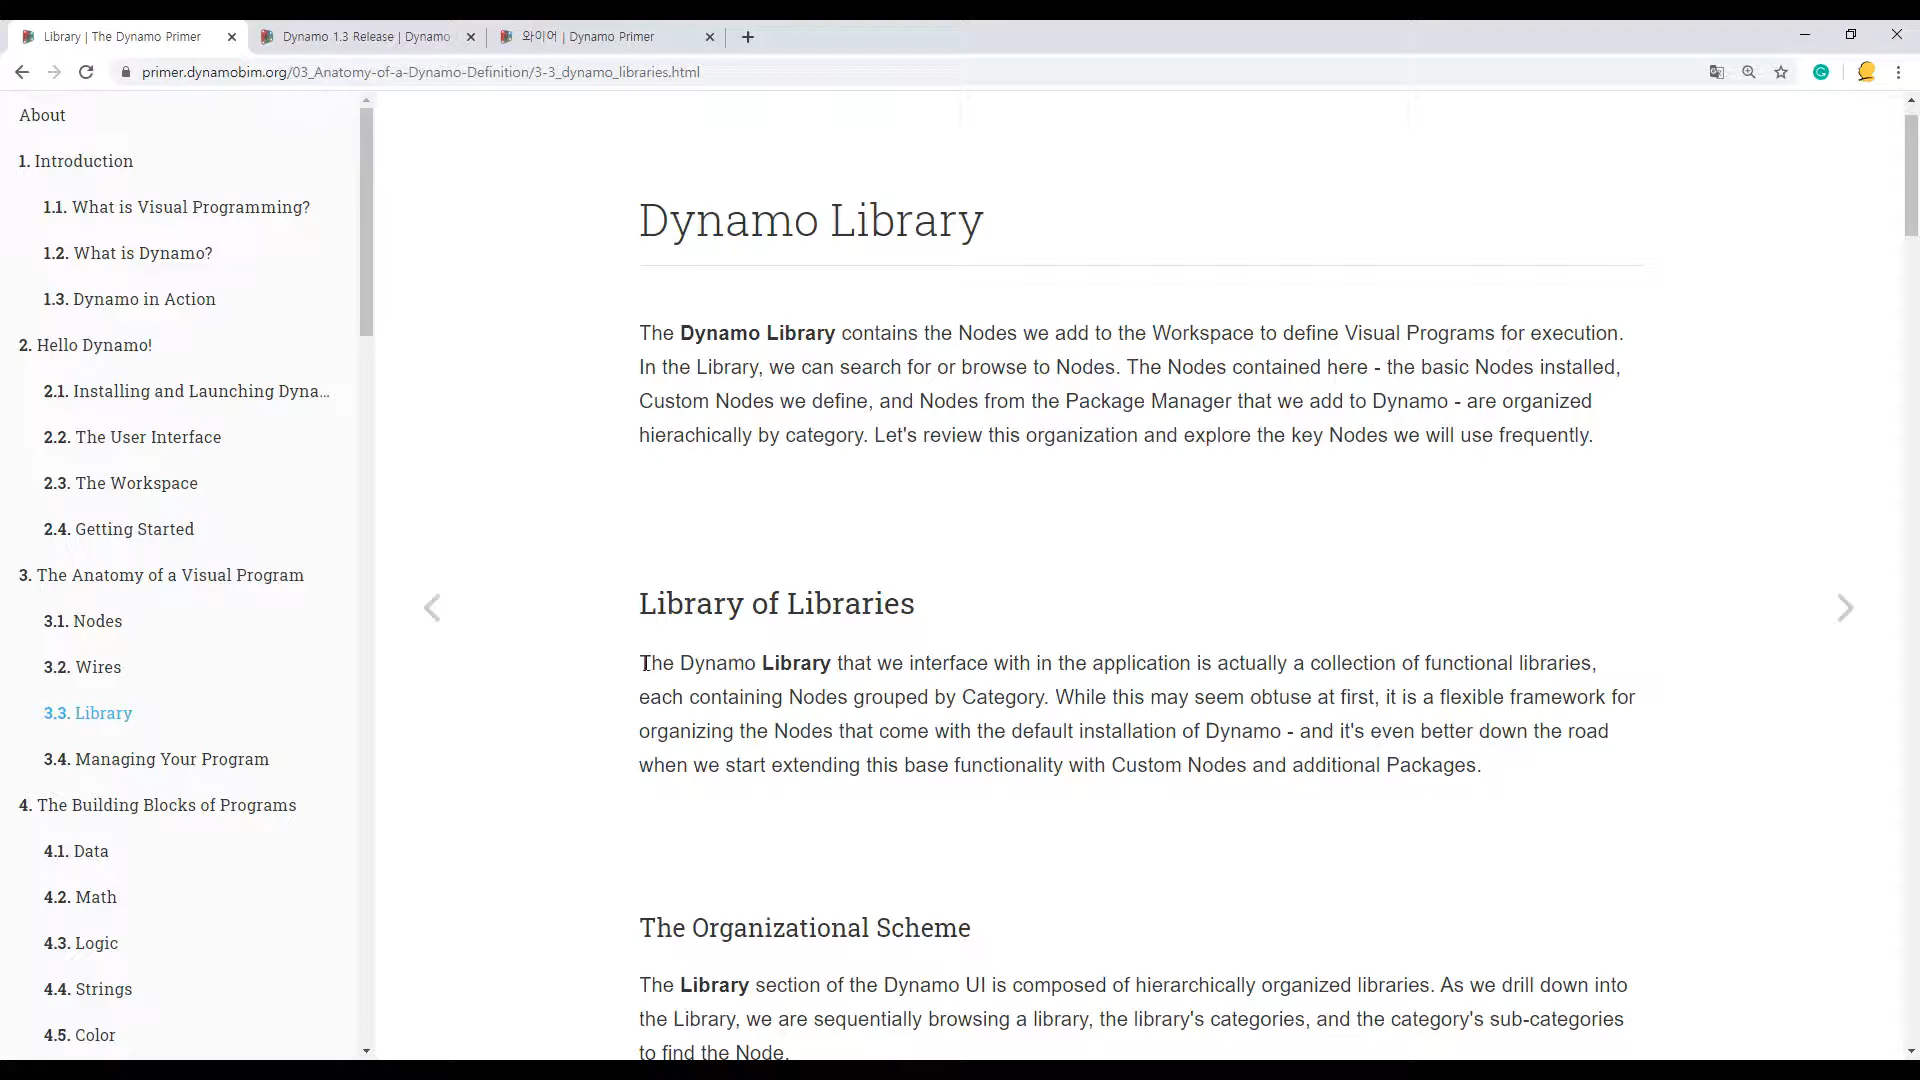 Library | The Dynamo Primer
Dynamo 1.3 Release | Dynamo
와이어 | Dynamo Primer
primer.dynamobim.org/03_Anatomy-of-a-Dynamo-Definition/3-3_dynamo_libraries.html
About
1. Introduction
1.1. What is Visual Programming?
1.2. What is Dynamo?
1.3. Dynamo in Action
2. Hello Dynamo!
2.1. Installing and Launching Dyna...
2.2. The User Interface
2.3. The Workspace
2.4. Getting Started
3. The Anatomy of a Visual Program
3.1. Nodes
3.2. Wires
3.3. Library
3.4. Managing Your Program
4. The Building Blocks of Programs
4.1. Data
4.2. Math
4.3. Logic
4.4. Strings
4.5. Color
Dynamo Library
The Dynamo Library contains the Nodes we add to the Workspace to define Visual Programs for execution.
In the Library, we can search for or browse to Nodes. The Nodes contained here - the basic Nodes installed,
Custom Nodes we define, and Nodes from the Package Manager that we add to Dynamo - are organized
hierachically by category. Let's review this organization and explore the key Nodes we will use frequently.
Library of Libraries
The Dynamo Library that we interface with in the application is actually a collection of functional libraries,
each containing Nodes grouped by Category. While this may seem obtuse at first, it is a flexible framework for
organizing the Nodes that come with the default installation of Dynamo - and it's even better down the road
when we start extending this base functionality with Custom Nodes and additional Packages.
The Organizational Scheme
The Library section of the Dynamo UI is composed of hierarchically organized libraries. As we drill down into
the Library, we are sequentially browsing a library, the library's categories, and the category's sub-categories
to find the Node.